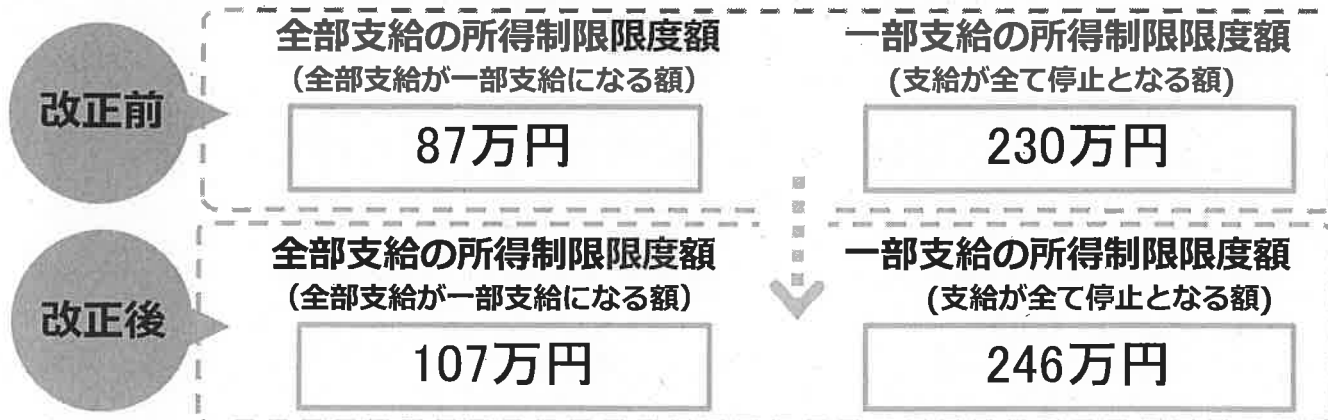 改正前
全部支給の所得制限限度額
（全部支給が一部支給になる額）
87万円
一部支給の所得制限限度額
(支給が全て停止となる額)
230万円
改正後
全部支給の所得制限限度額
（全部支給が一部支給になる額）
107万円
一部支給の所得制限限度額
(支給が全て停止となる額)
246万円